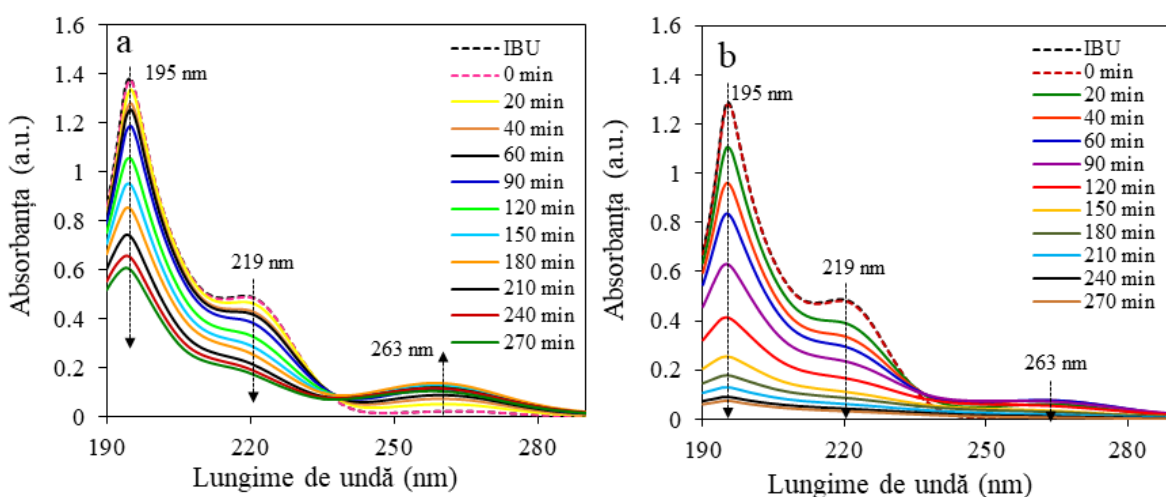 a
Absorbanța (a.u.)
1.6
1.4
1.2
1
0.8
0.6
0.4
0.2
0
195 nm
219 nm
263 nm
IBU
0 min
20 min
40 min
60 min
90 min
120 min
150 min
180 min
210 min
240 min
270 min
190
220
250
280
Lungime de undă (nm)
b
Absorbanța (a.u.)
1.6
1.4
1.2
1
0.8
0.6
0.4
0.2
0
195 nm
219 nm
263 nm
IBU
0 min
20 min
40 min
60 min
90 min
120 min
150 min
180 min
210 min
240 min
270 min
190
220
250
280
Lungime de undă (nm)